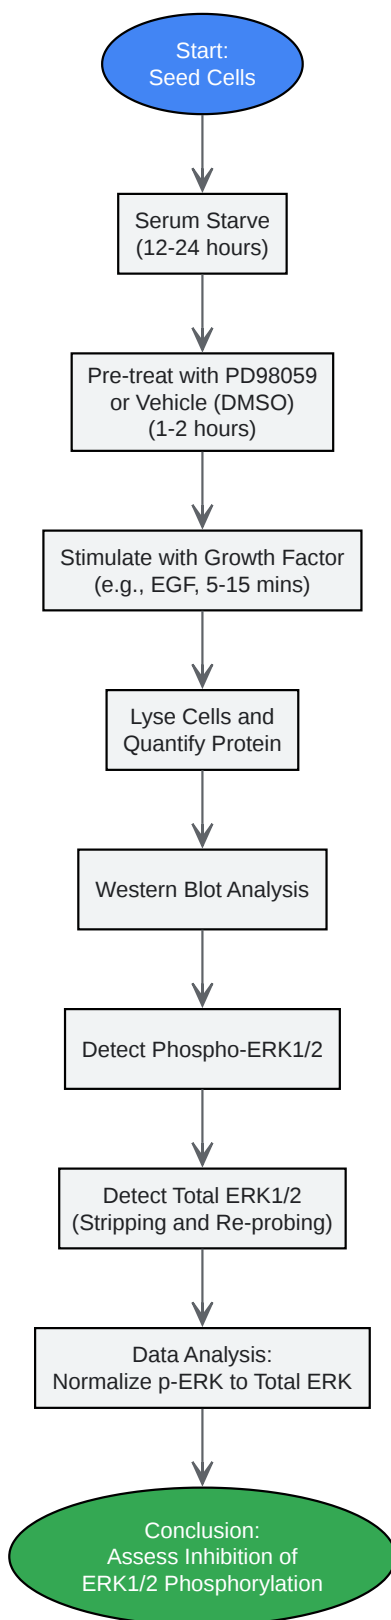 Start:
Seed Cells
Serum Starve
(12-24 hours)
Pre-treat with PD98059
or Vehicle (DMSO)
(1-2 hours)
Stimulate with Growth Factor
(e.g., EGF, 5-15 mins)
Lyse Cells and
Quantify Protein
Western Blot Analysis
Detect Phospho-ERK1/2
Detect Total ERK1/2
(Stripping and Re-probing)
Data Analysis:
Normalize p-ERK to Total ERK
Conclusion:
Assess Inhibition of
ERK1/2 Phosphorylation